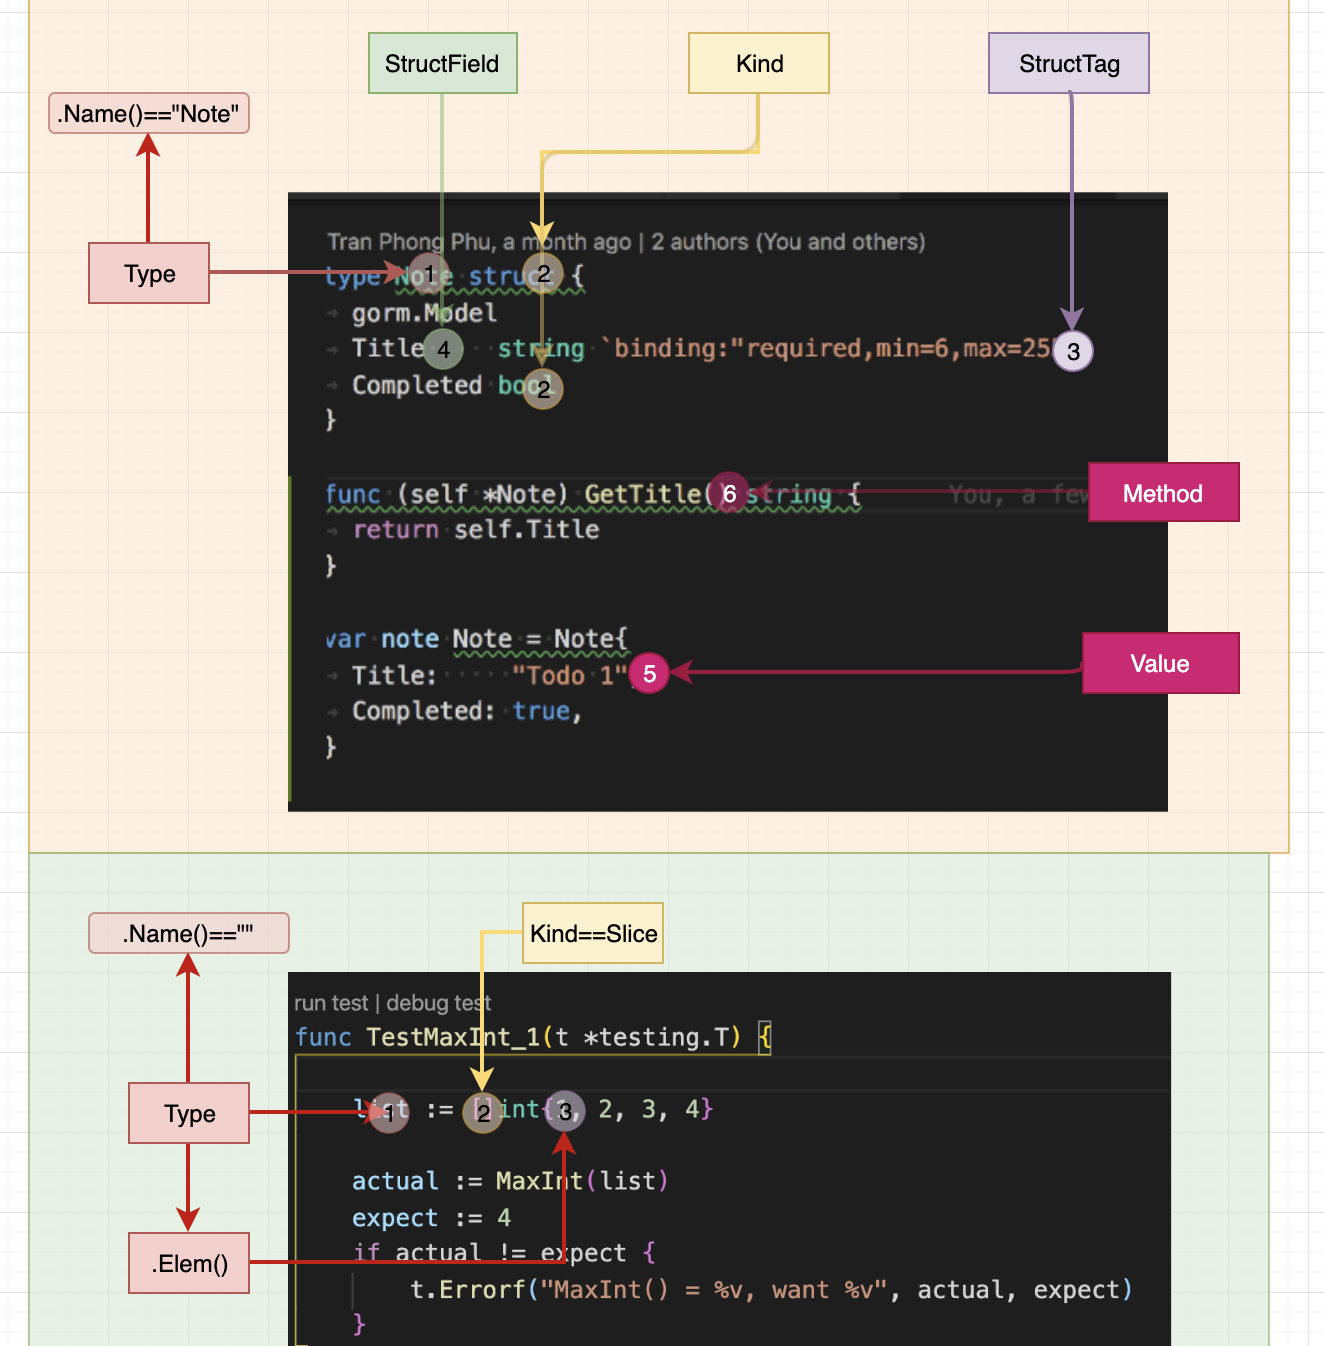 StructField
Kind
StructTag
.Name()=="Note"
Type
Tran Phong Phu, a month ago | 2 authors (You and others)
type Note struct {
1
2
gorm.Model
Title string `binding:"required,min=6,max=25
4
3
Completed bool
2
}
func (self *Note) GetTitle() string {
6
You, a few
Method
return self.Title
}
var note Note = Note{
Title: "Todo 1"
5
Value
Completed: true,
}
.Name()==""
Kind==Slice
run test | debug test
func TestMaxInt_1(t *testing.T) {
Type
list := []int{1, 2, 3, 4}
1
2
3
actual := MaxInt(list)
expect := 4
.Elem()
if actual != expect {
t.Errorf("MaxInt() = %v, want %v", actual, expect)
}